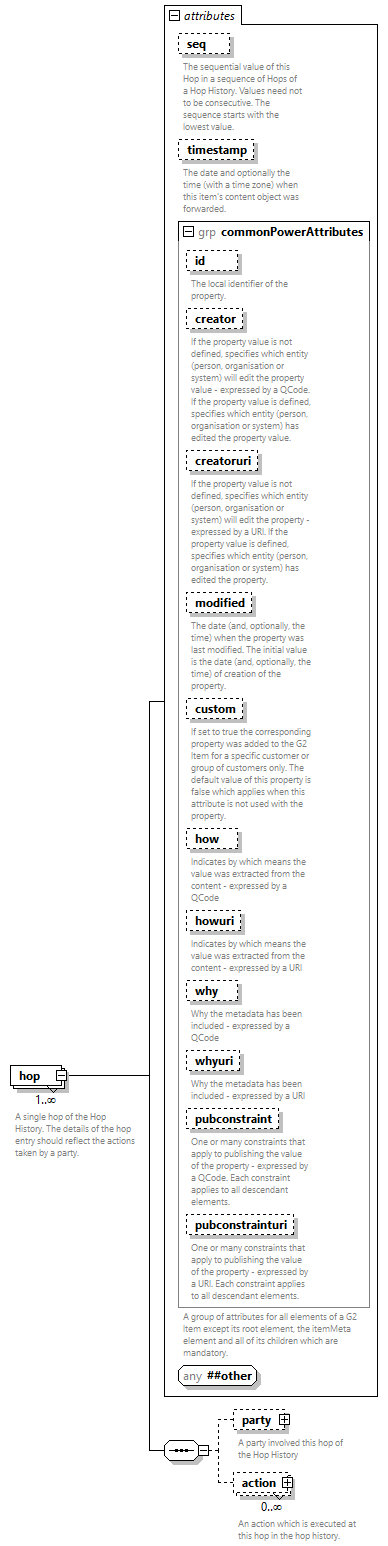 attributes
seq
The sequential value of this
Hop in a sequence of Hops of
a Hop History. Values need not
to be consecutive. The
sequence starts with the
lowest value.
timestamp
The date and optionally the
time (with a time zone) when
this item's content object was
forwarded.
grp commonPowerAttributes
id
The local identifier of the
property.
creator
If the property value is not
defined, specifies which entity
(person, organisation or
system) will edit the property
value - expressed by a QCode.
If the property value is defined,
specifies which entity (person,
organisation or system) has
edited the property value.
creatoruri
If the property value is not
defined, specifies which entity
(person, organisation or
system) will edit the property -
expressed by a URI. If the
property value is defined,
specifies which entity (person,
organisation or system) has
edited the property.
modified
The date (and, optionally, the
time) when the property was
last modified. The initial value
is the date (and, optionally, the
time) of creation of the
property.
custom
If set to true the corresponding
property was added to the G2
Item for a specific customer or
group of customers only. The
default value of this property is
false which applies when this
attribute is not used with the
property.
how
Indicates by which means the
value was extracted from the
content - expressed by a
QCode
howuri
Indicates by which means the
value was extracted from the
content - expressed by a URI
why
Why the metadata has been
included - expressed by a
QCode
whyuri
Why the metadata has been
included - expressed by a URI
pubconstraint
One or many constraints that
apply to publishing the value
of the property - expressed by
a QCode. Each constraint
applies to all descendant
elements.
pubconstrainturi
One or many constraints that
apply to publishing the value
of the property - expressed by
a URI. Each constraint applies
to all descendant elements.
A group of attributes for all elements of a G2
Item except its root element, the itemMeta
element and all of its children which are
mandatory.
any ##other
hop
1..∞
A single hop of the Hop
History. The details of the hop
entry should reflect the actions
taken by a party.
party
A party involved this hop of
the Hop History
action
0..∞
An action which is executed at
this hop in the hop history.